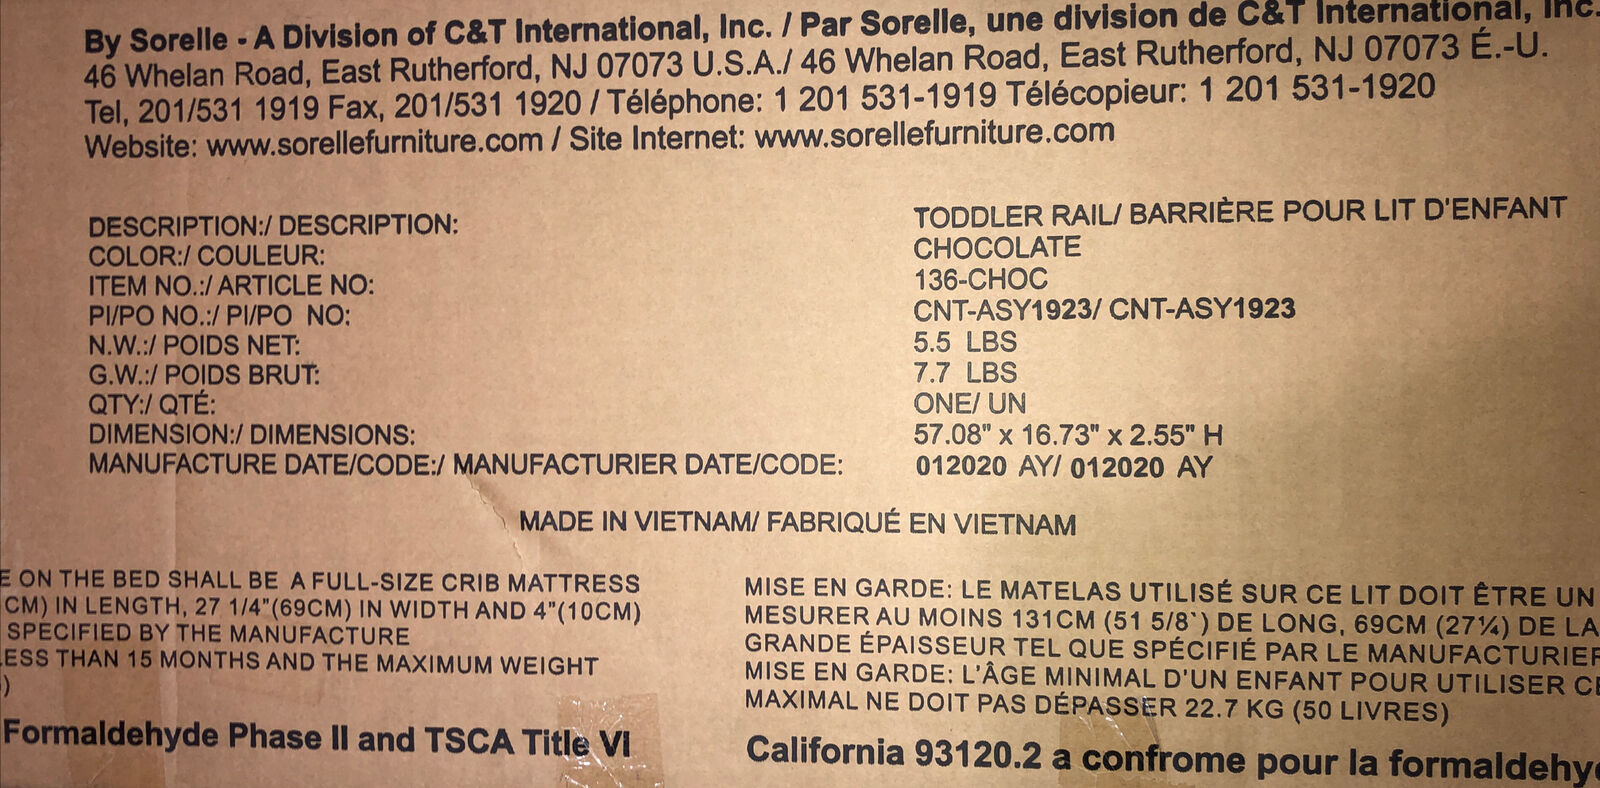 By Sorelle - A Division of C&T International, Inc. / Par Sorelle, une division de C&T International, Inc.
46 Whelan Road, East Rutherford, NJ 07073 U.S.A./ 46 Whelan Road, East Rutherford, NJ 07073 É.-U.
Tel, 201/531 1919 Fax, 201/531 1920 / Téléphone: 1 201 531-1919 Télécopieur: 1 201 531-1920
Website: www.sorellefurniture.com / Site Internet: www.sorellefurniture.com
DESCRIPTION:/ DESCRIPTION: TODDLER RAIL/ BARRIÈRE POUR LIT D'ENFANT
COLOR:/ COULEUR: CHOCOLATE
ITEM NO.:/ ARTICLE NO: 136-CHOC
PI/PO NO.:/ PI/PO NO: CNT-ASY1923/ CNT-ASY1923
N.W.:/ POIDS NET: 5.5 LBS
G.W.:/ POIDS BRUT: 7.7 LBS
QTY:/ QTÉ: ONE/ UN
DIMENSION:/ DIMENSIONS: 57.08" x 16.73" x 2.55" H
MANUFACTURE DATE/CODE:/ MANUFACTURIER DATE/CODE: 012020 AY/ 012020 AY
MADE IN VIETNAM/ FABRIQUÉ EN VIETNAM
E ON THE BED SHALL BE A FULL-SIZE CRIB MATTRESS
CM) IN LENGTH, 27 1/4"(69CM) IN WIDTH AND 4"(10CM)
SPECIFIED BY THE MANUFACTURE
ESS THAN 15 MONTHS AND THE MAXIMUM WEIGHT
)
Formaldehyde Phase II and TSCA Title VI
MISE EN GARDE: LE MATELAS UTILISÉ SUR CE LIT DOIT ÊTRE UN
MESURER AU MOINS 131CM (51 5/8`) DE LONG, 69CM (27¼) DE LA
GRANDE ÉPAISSEUR TEL QUE SPÉCIFIÉ PAR LE MANUFACTURIER
MISE EN GARDE: L'ÂGE MINIMAL D'UN ENFANT POUR UTILISER CE
MAXIMAL NE DOIT PAS DÉPASSER 22.7 KG (50 LIVRES)
California 93120.2 a confrome pour la formaldehy